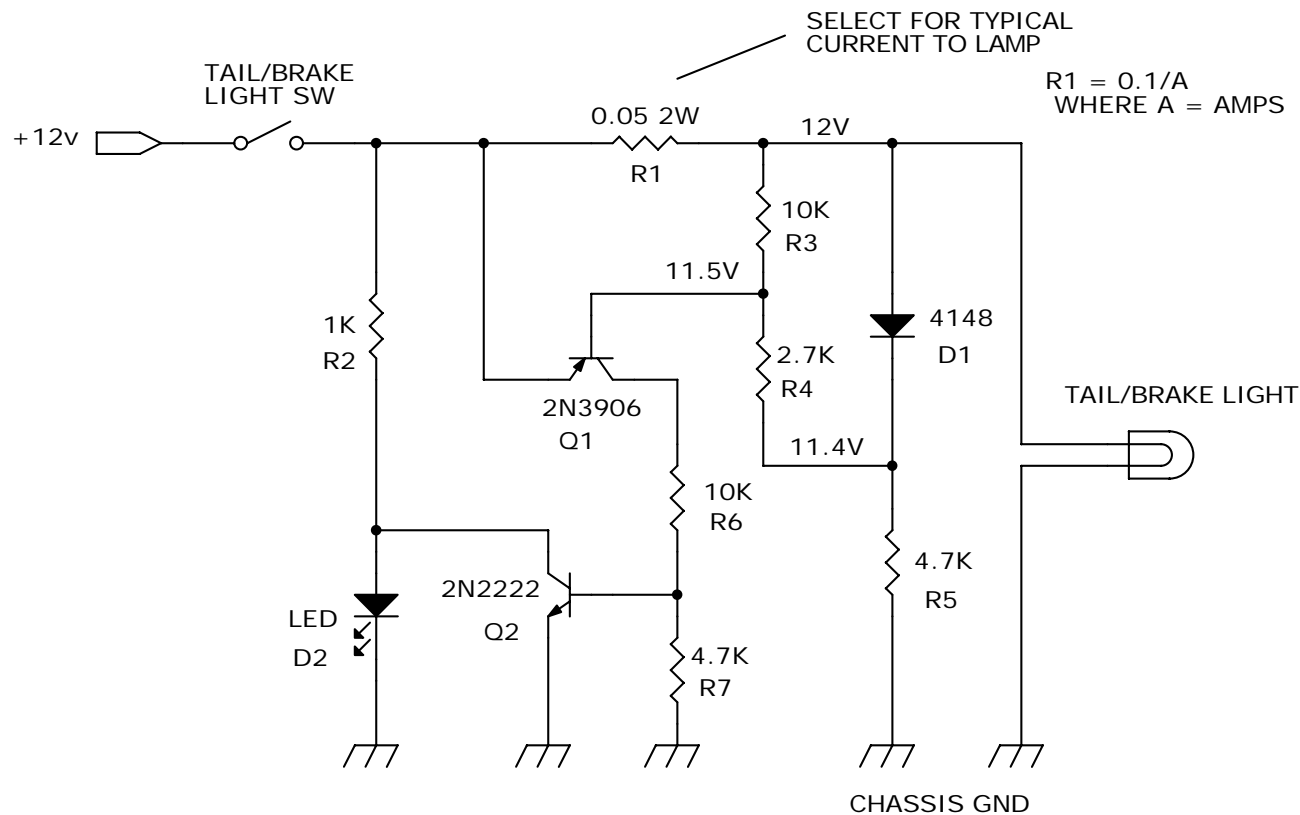 SELECT FOR TYPICAL
CURRENT TO LAMP
R1 = 0.1/A
WHERE A = AMPS
TAIL/BRAKE
LIGHT SW
+12v
0.05 2W
R1
12V
10K
R3
11.5V
1K
R2
4148
D1
2.7K
R4
2N3906
Q1
TAIL/BRAKE LIGHT
11.4V
10K
R6
4.7K
R5
2N2222
Q2
LED
D2
4.7K
R7
CHASSIS GND